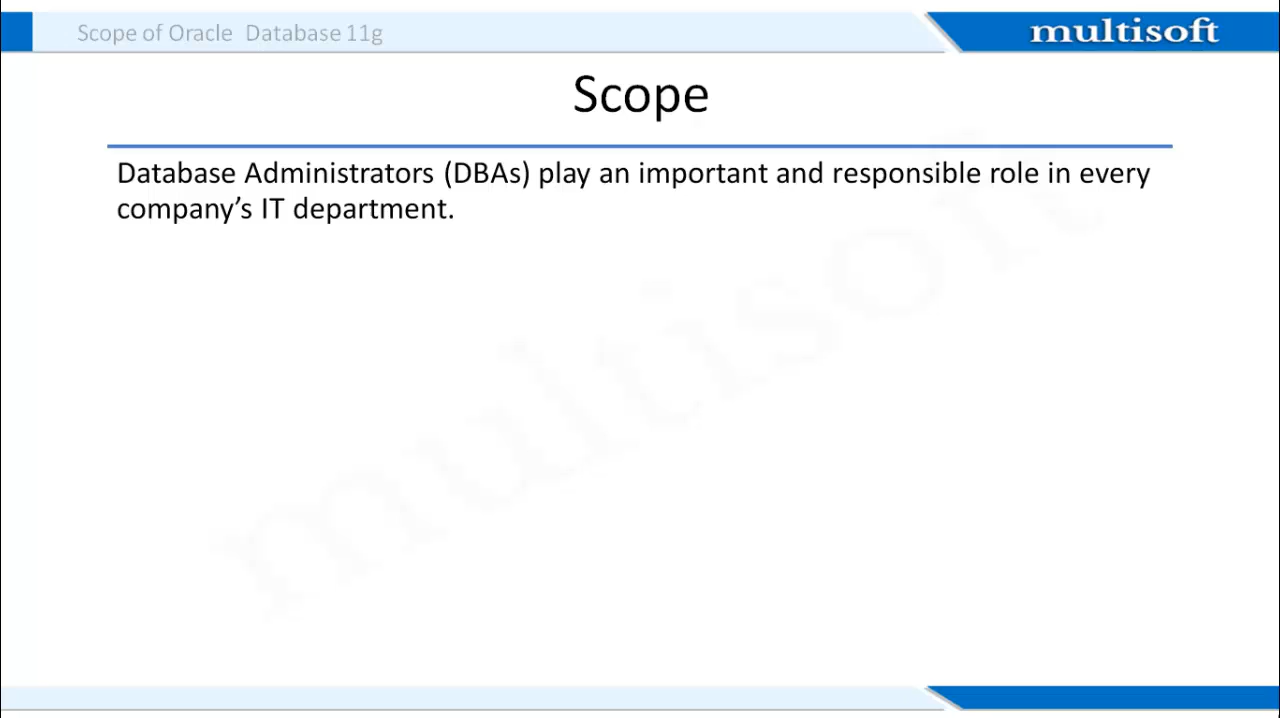 Scope of Oracle Database 11g
multisoft
Scope
Database Administrators (DBAs) play an important and responsible role in every
company’s IT department.
multisoft